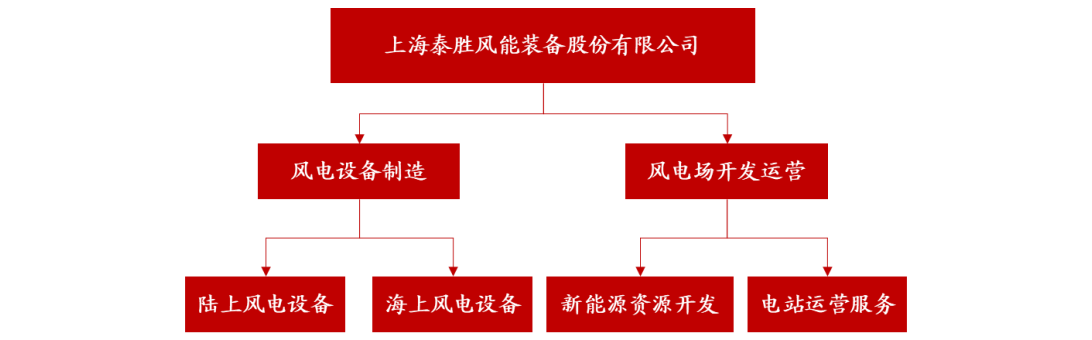 上海泰胜风能装备股份有限公司
风电设备制造
风电场开发运营
陆上风电设备
海上风电设备
新能源资源开发
电站运营服务